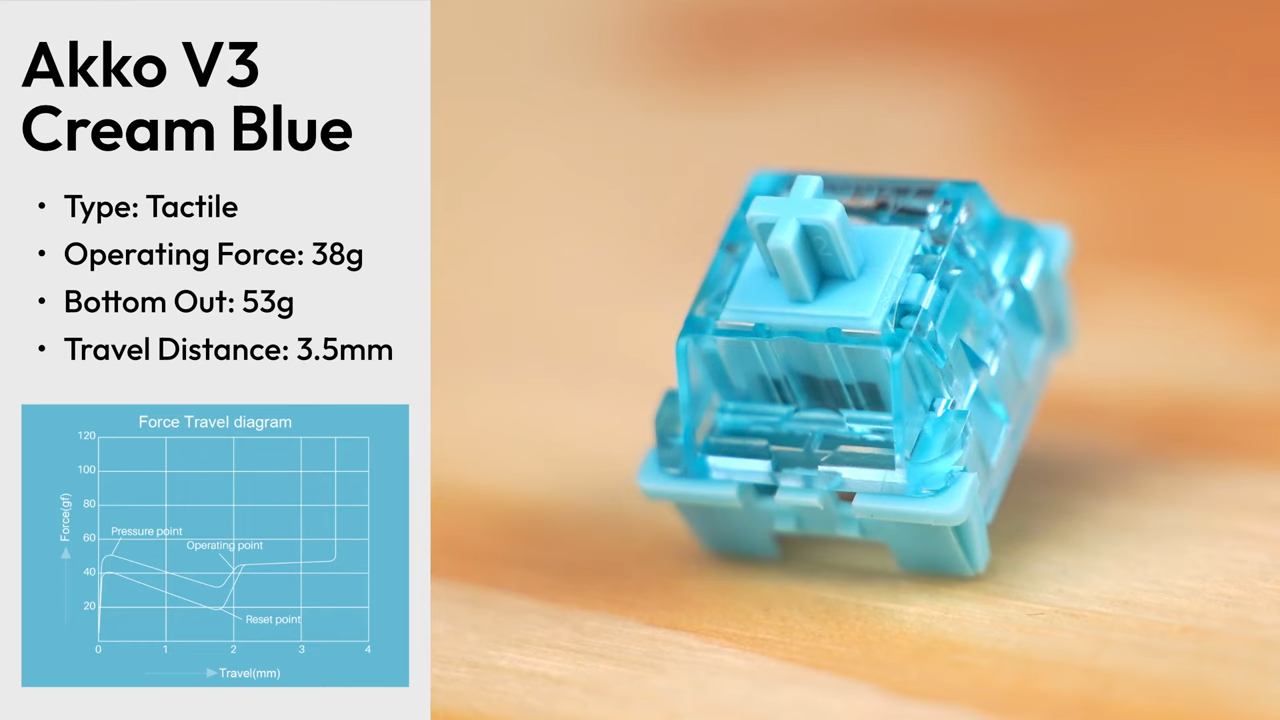 Akko V3
Cream Blue
• Type: Tactile
• Operating Force: 38g
• Bottom Out: 53g
• Travel Distance: 3.5mm
Force Travel diagram
120
100
80
60
40
20
Force(gf)
Pressure point
Operating point
Reset point
0 1 2 3 4
Travel(mm)